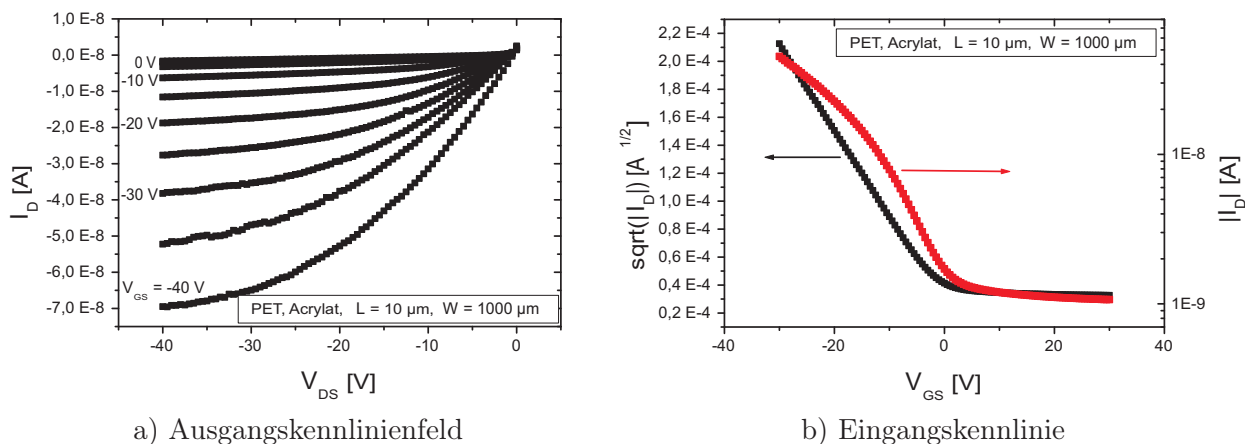 0,0 E-8
-1,0 E-8
-2,0 E-8
-3,0 E-8
-4,0 E-8
-5,0 E-8
-6,0 E-8
-7,0 E-8
I_D [A]
0 V
-10 V
-20 V
-30 V
V_GS = -40 V
PET, Acrylat, L = 10 µm, W = 1000 µm
-40 -30 -20 -10 0
V_DS [V]
a) Ausgangskennlinienfeld
2,2 E-4
2,0 E-4
1,8 E-4
1,6 E-4
1,4 E-4
1,2 E-4
1,0 E-4
0,8 E-4
0,6 E-4
0,4 E-4
0,2 E-4
sqrt(|I_D|) [A^1/2]
PET, Acrylat, L = 10 µm, W = 1000 µm
1E-8
1E-9
|I_D| [A]
-40 -20 0 20 40
V_GS [V]
b) Eingangskennlinie